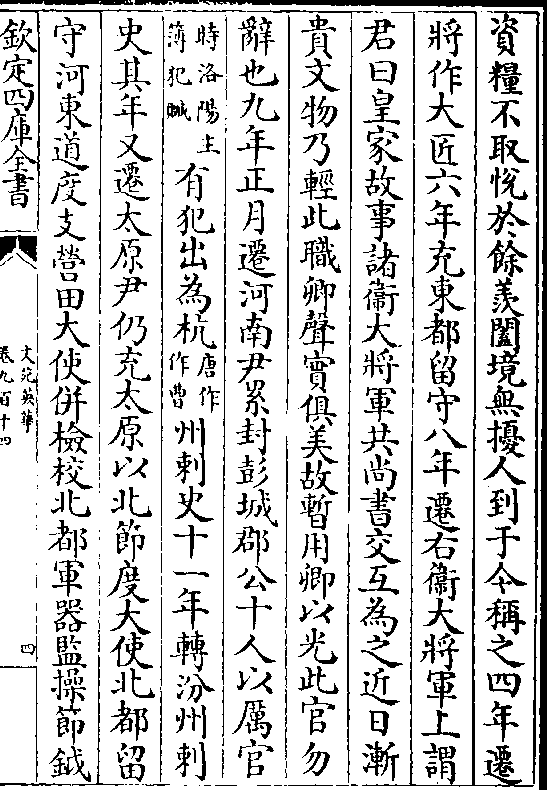 資糧不取恱於餘羡闔境無擾人到于今稱之四年遷
將作大匠六年充東都留守八年遷右衞大將軍上謂
君曰皇家故事諸衞大將軍共尚書交互為之近日漸
貴文物乃輕此職卿聲實俱美故暫用卿以光此官勿
辭也九年正月遷河南尹累封彭城郡公十人以厲官
時洛陽主簿犯贓有犯出為杭唐作作曹州刺史十一年轉汾州刺
史其年又遷太原尹仍充太原以北節度大使北都留
守河東道度支營田大使併檢校北都軍器監操節鉞
欽定四庫全書
文苑英華
卷九百十四
四